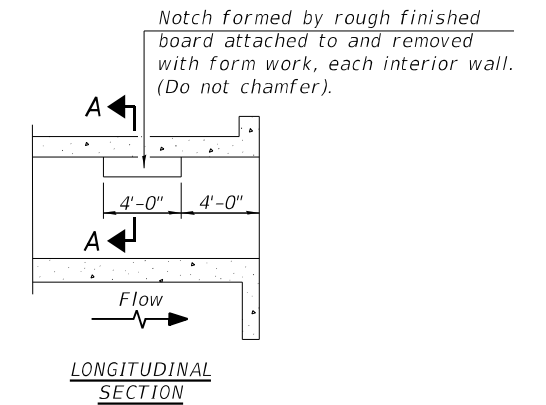 Notch formed by rough finished
board attached to and removed
with form work, each interior wall.
(Do not chamfer).
A
4'-0" 4'-0"
A
Flow
LONGITUDINAL
SECTION